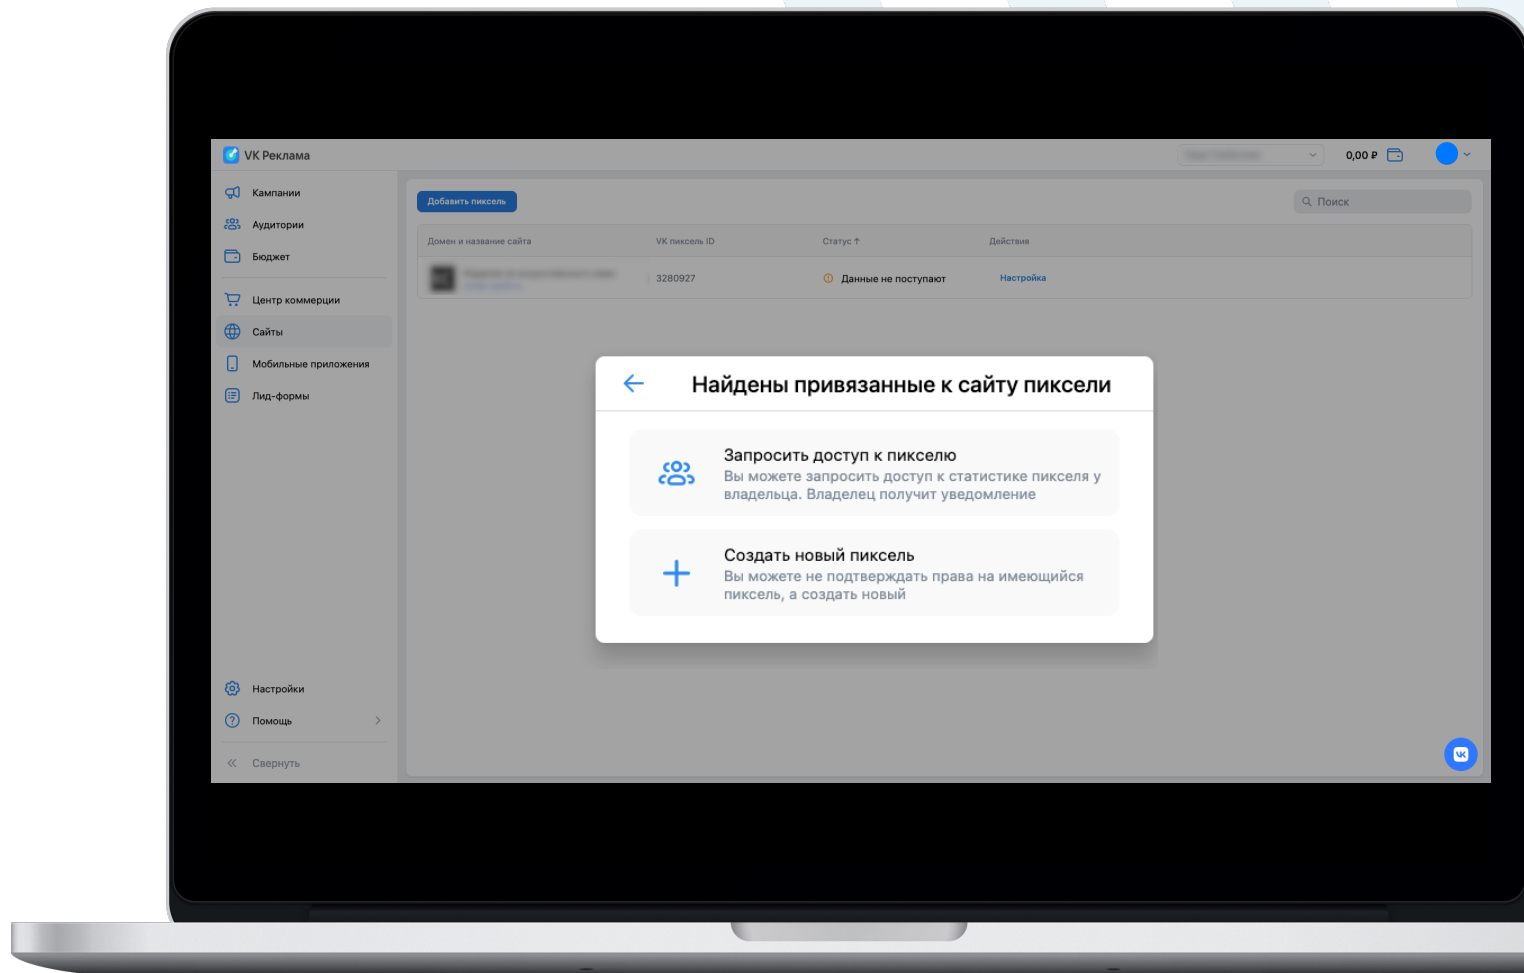 VK Реклама
0,00 ₽
Кампании
Аудитории
Бюджет
Центр коммерции
Сайты
Мобильные приложения
Лид-формы
Настройки
Помощь
Свернуть
Добавить пиксель
Поиск
Домен и название сайта VK пиксель ID Статус ↑ Действия
3280927 Данные не поступают Настройка
Найдены привязанные к сайту пиксели
Запросить доступ к пикселю
Вы можете запросить доступ к статистике пикселя у
владельца. Владелец получит уведомление
Создать новый пиксель
Вы можете не подтверждать права на имеющийся
пиксель, а создать новый